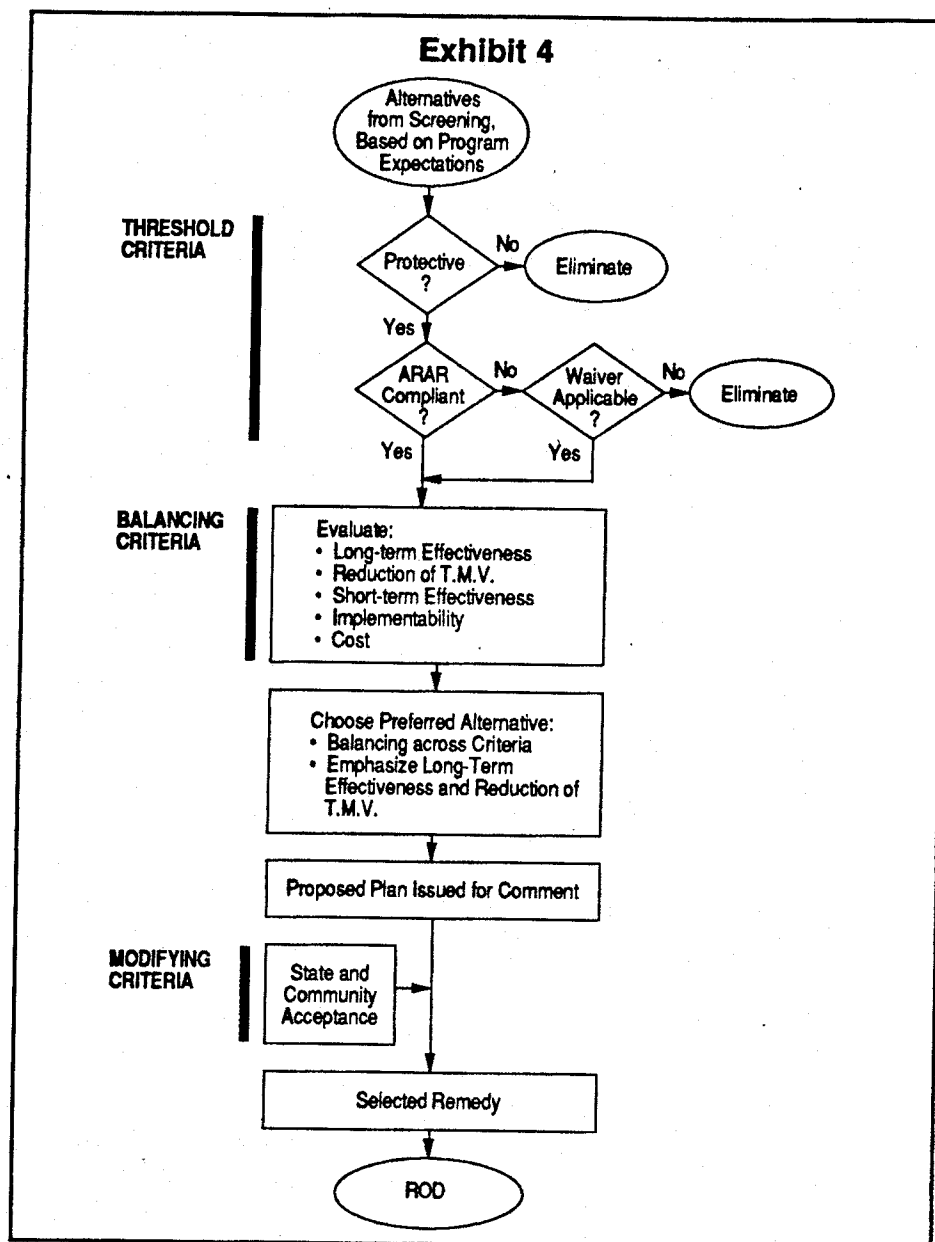 Exhibit 4
Alternatives
from Screening,
Based on Program
Expectations
THRESHOLD
CRITERIA
Protective
?
No
Eliminate
Yes
ARAR
Compliant
?
No
Waiver
Applicable
?
No
Eliminate
Yes
Yes
BALANCING
CRITERIA
Evaluate:
• Long-term Effectiveness
• Reduction of T.M.V.
• Short-term Effectiveness
• Implementability
• Cost
Choose Preferred Alternative:
• Balancing across Criteria
• Emphasize Long-Term
Effectiveness and Reduction of
T.M.V.
Proposed Plan Issued for Comment
MODIFYING
CRITERIA
State and
Community
Acceptance
Selected Remedy
ROD